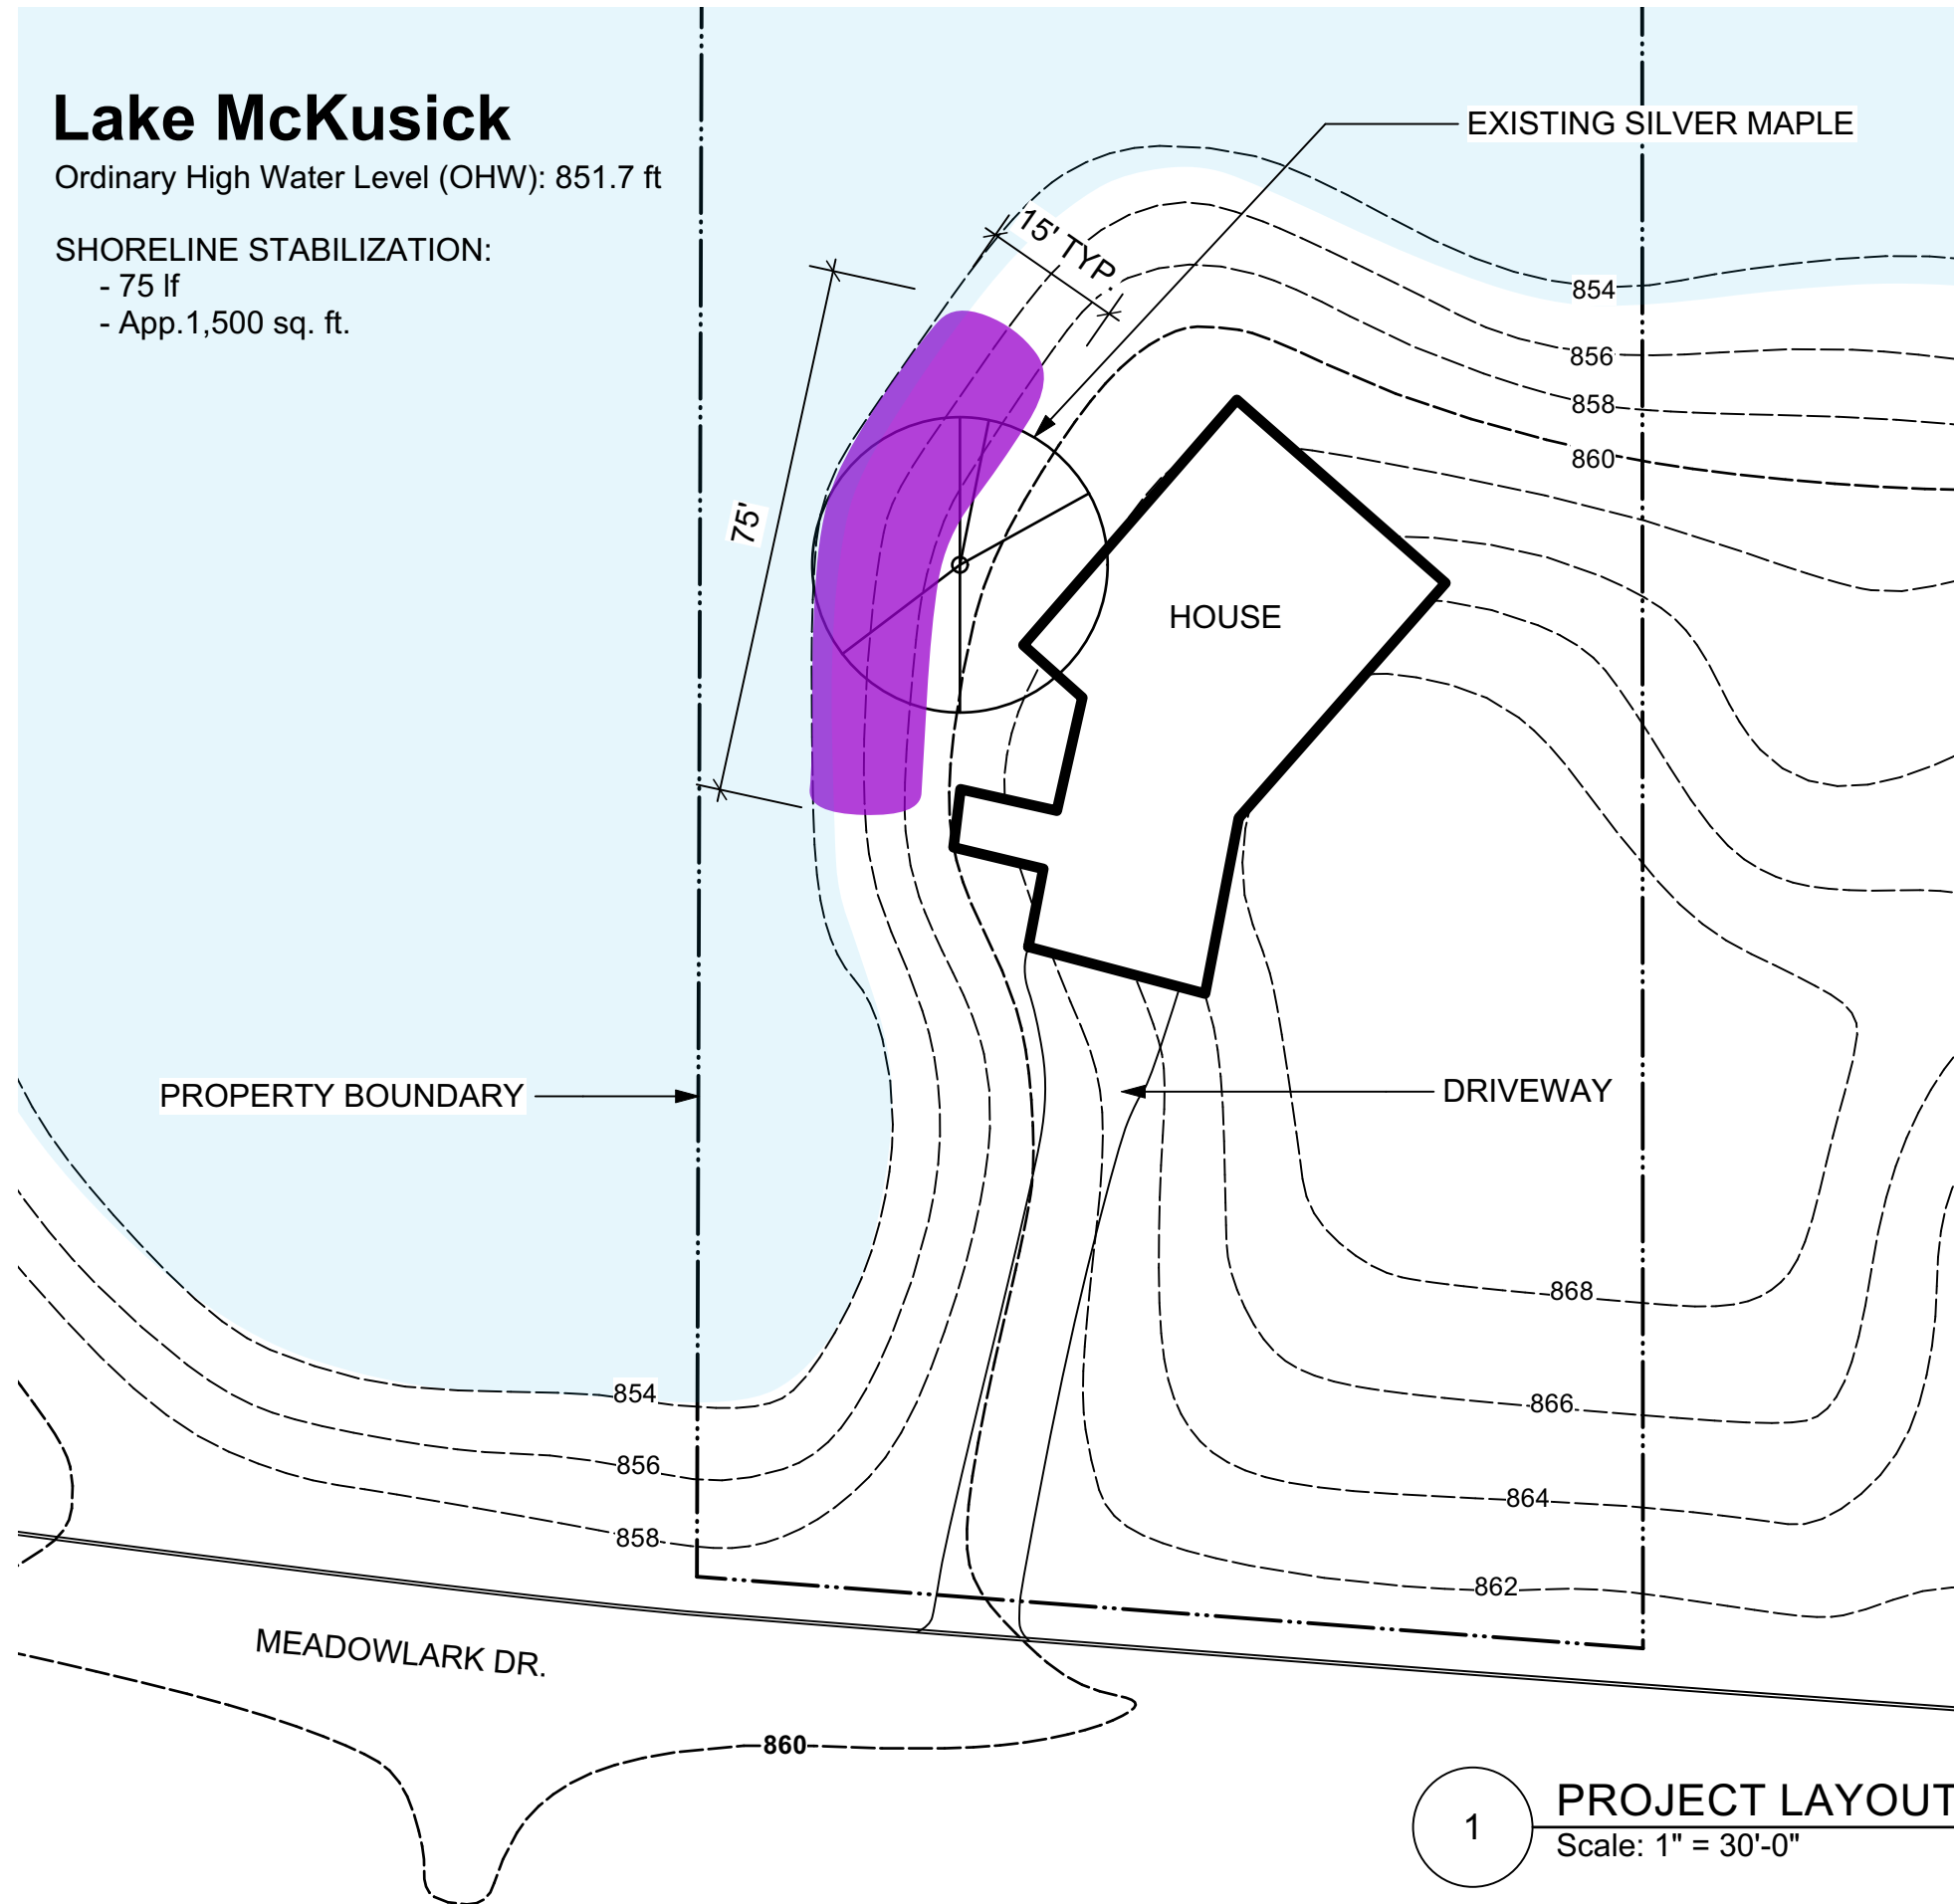 Lake McKusick
Ordinary High Water Level (OHW): 851.7 ft
SHORELINE STABILIZATION:
- 75 lf
- App.1,500 sq. ft.
EXISTING SILVER MAPLE
15' TYP.
854
856
858
860
75'
HOUSE
PROPERTY BOUNDARY
DRIVEWAY
868
854
866
856
864
858
862
MEADOWLARK DR.
860
1
PROJECT LAYOUT
Scale: 1" = 30'-0"